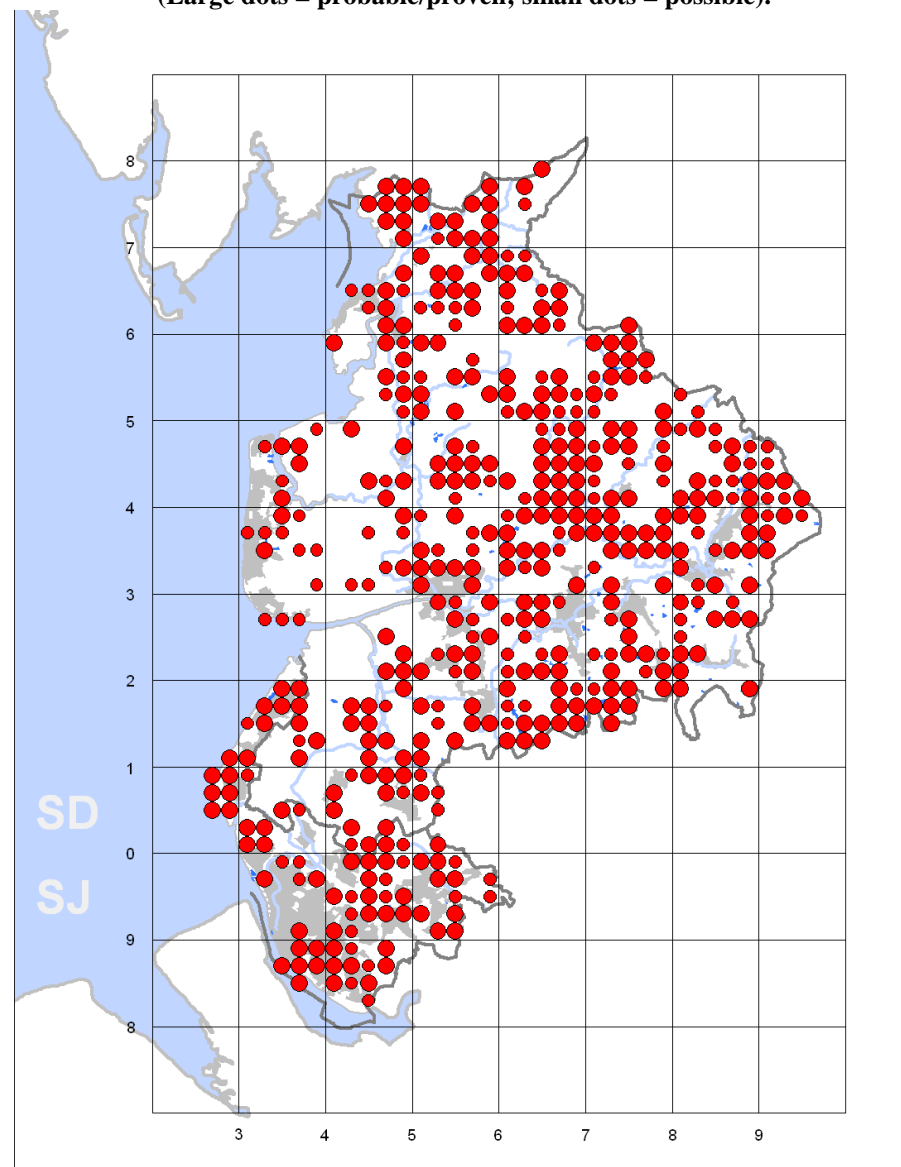 (Large dots = probable/proven, small dots = possible).
8
7
6
5
4
3
2
1
SD
0
SJ
9
8
3 4 5 6 7 8 9